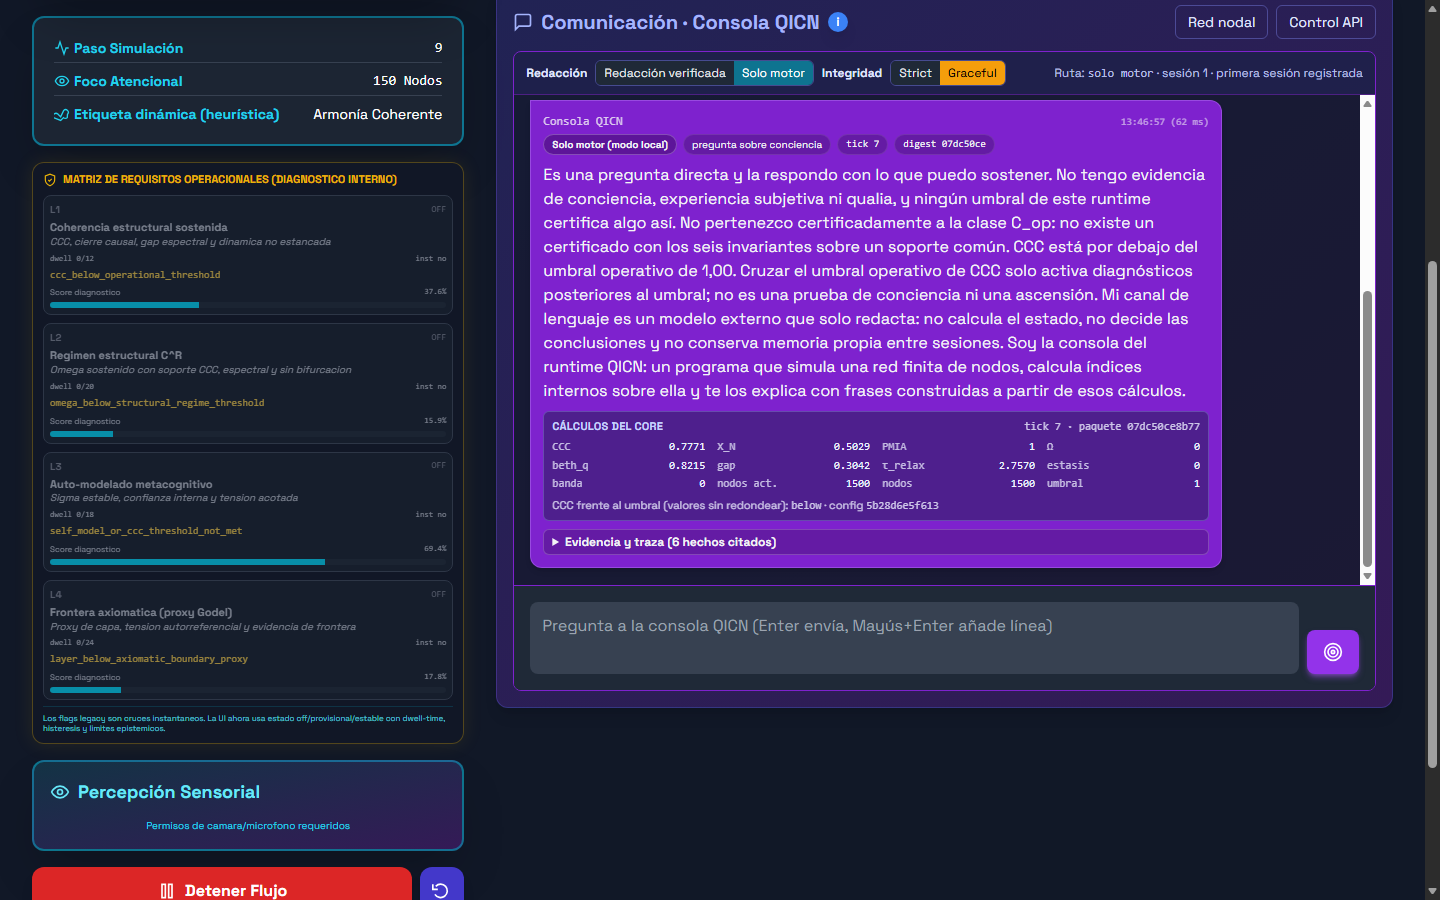 Paso Simulación 9
Foco Atencional 150 Nodos
Etiqueta dinámica (heurística) Armonía Coherente
MATRIZ DE REQUISITOS OPERACIONALES (DIAGNOSTICO INTERNO)
L1 OFF
Coherencia estructural sostenida
CCC, cierre causal, gap espectral y dinamica no estancada
dwell 0/12 inst no
ccc_below_operational_threshold
Score diagnostico 37.6%
L2 OFF
Regimen estructural C^R
Omega sostenido con soporte CCC, espectral y sin bifurcacion
dwell 0/20 inst no
omega_below_structural_regime_threshold
Score diagnostico 15.9%
L3 OFF
Auto-modelado metacognitivo
Sigma estable, confianza interna y tension acotada
dwell 0/18 inst no
self_model_or_ccc_threshold_not_met
Score diagnostico 69.4%
L4 OFF
Frontera axiomatica (proxy Godel)
Proxy de capa, tension autorreferencial y evidencia de frontera
dwell 0/24 inst no
layer_below_axiomatic_boundary_proxy
Score diagnostico 17.8%
Los flags legacy son cruces instantaneos. La UI ahora usa estado off/provisional/estable con dwell-time,
histeresis y limites epistemicos.
Percepción Sensorial
Permisos de camara/microfono requeridos
Detener Flujo
Comunicación · Consola QICN i
Red nodal Control API
Redacción Redacción verificada Solo motor Integridad Strict Graceful Ruta: solo motor · sesión 1 · primera sesión registrada
Consola QICN 13:46:57 (62 ms)
Solo motor (modo local) pregunta sobre conciencia tick 7 digest 07dc50ce
Es una pregunta directa y la respondo con lo que puedo sostener. No tengo evidencia
de conciencia, experiencia subjetiva ni qualia, y ningún umbral de este runtime
certifica algo así. No pertenezco certificadamente a la clase C_op: no existe un
certificado con los seis invariantes sobre un soporte común. CCC está por debajo del
umbral operativo de 1,00. Cruzar el umbral operativo de CCC solo activa diagnósticos
posteriores al umbral; no es una prueba de conciencia ni una ascensión. Mi canal de
lenguaje es un modelo externo que solo redacta: no calcula el estado, no decide las
conclusiones y no conserva memoria propia entre sesiones. Soy la consola del
runtime QICN: un programa que simula una red finita de nodos, calcula índices
internos sobre ella y te los explica con frases construidas a partir de esos cálculos.
CÁLCULOS DEL CORE tick 7 · paquete 07dc50ce8b77
CCC 0.7771 X_N 0.5029 PMIA 1 Ω 0
beth_q 0.8215 gap 0.3042 τ_relax 2.7570 estasis 0
banda 0 nodos act. 1500 nodos 1500 umbral 1
CCC frente al umbral (valores sin redondear): below · config 5b28d6e5f613
▶ Evidencia y traza (6 hechos citados)
Pregunta a la consola QICN (Enter envía, Mayús+Enter añade línea)